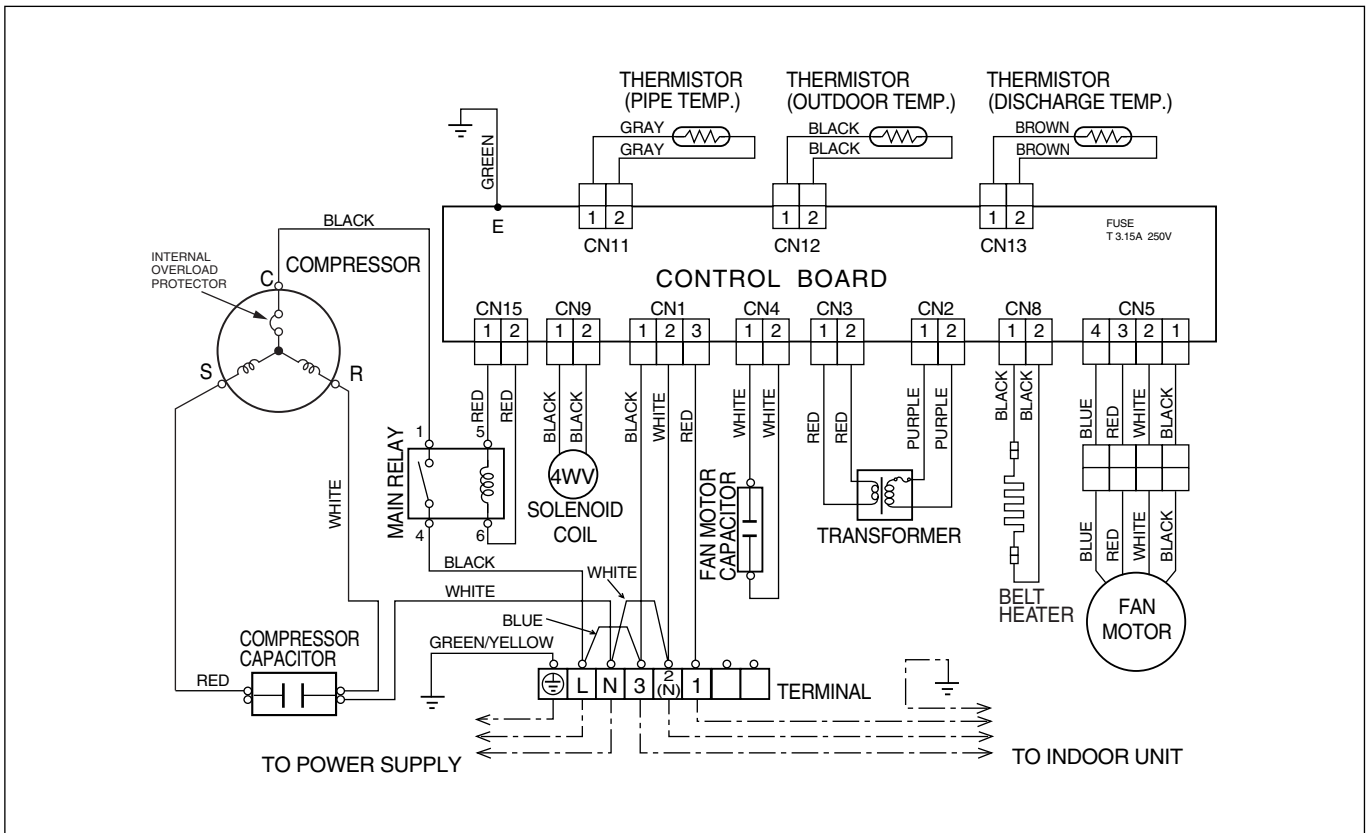 THERMISTOR
(PIPE TEMP.)
THERMISTOR
(OUTDOOR TEMP.)
THERMISTOR
(DISCHARGE TEMP.)
GRAY
GRAY
BLACK
BLACK
BROWN
BROWN
GREEN
E
1 2
CN11
1 2
CN12
1 2
CN13
FUSE
T 3.15A 250V
CONTROL BOARD
BLACK
INTERNAL
OVERLOAD
PROTECTOR
COMPRESSOR
C
S
R
CN15
1 2
CN9
1 2
CN1
1 2 3
CN4
1 2
CN3
1 2
CN2
1 2
CN8
1 2
CN5
4 3 2 1
RED
RED
BLACK
BLACK
BLACK
WHITE
RED
WHITE
WHITE
RED
RED
PURPLE
PURPLE
BLACK
BLACK
BLUE
RED
WHITE
BLACK
1
5
MAIN RELAY
4
6
4WV
SOLENOID
COIL
FAN MOTOR
CAPACITOR
TRANSFORMER
BLUE
RED
WHITE
BLACK
BELT
HEATER
FAN
MOTOR
WHITE
BLACK
WHITE
WHITE
BLUE
GREEN/YELLOW
COMPRESSOR
CAPACITOR
RED
L N 3 2(N) 1
TERMINAL
TO POWER SUPPLY
TO INDOOR UNIT